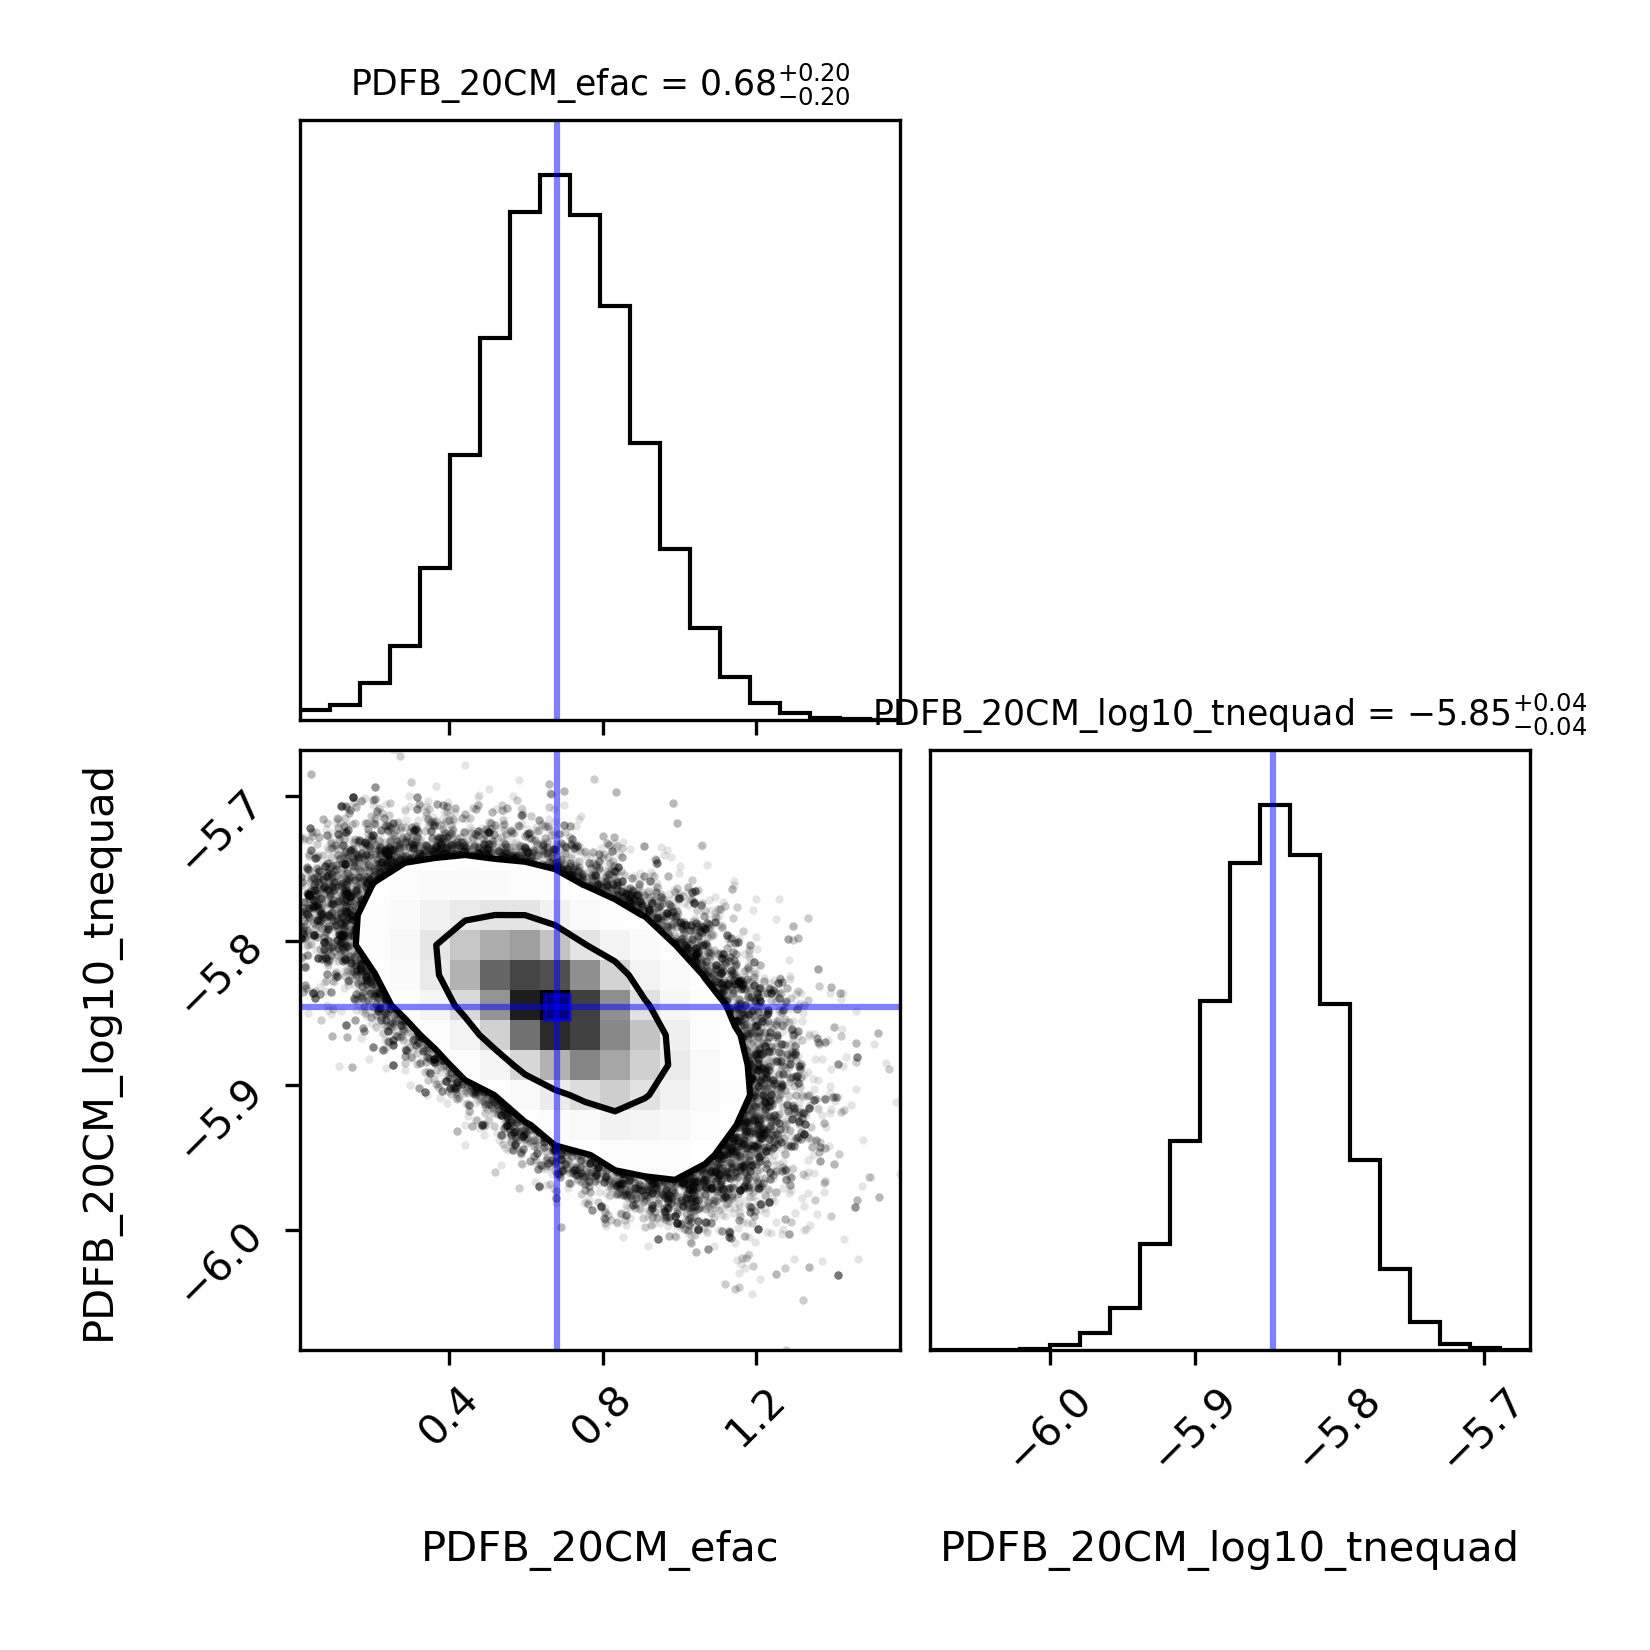 PDFB_20CM_efac = 0.68+0.20−0.20
PDFB_20CM_log10_tnequad = −5.85+0.04−0.04
PDFB_20CM_log10_tnequad
−5.7
−5.8
−5.9
−6.0
0.4 0.8 1.2
−6.0 −5.9 −5.8 −5.7
PDFB_20CM_efac
PDFB_20CM_log10_tnequad